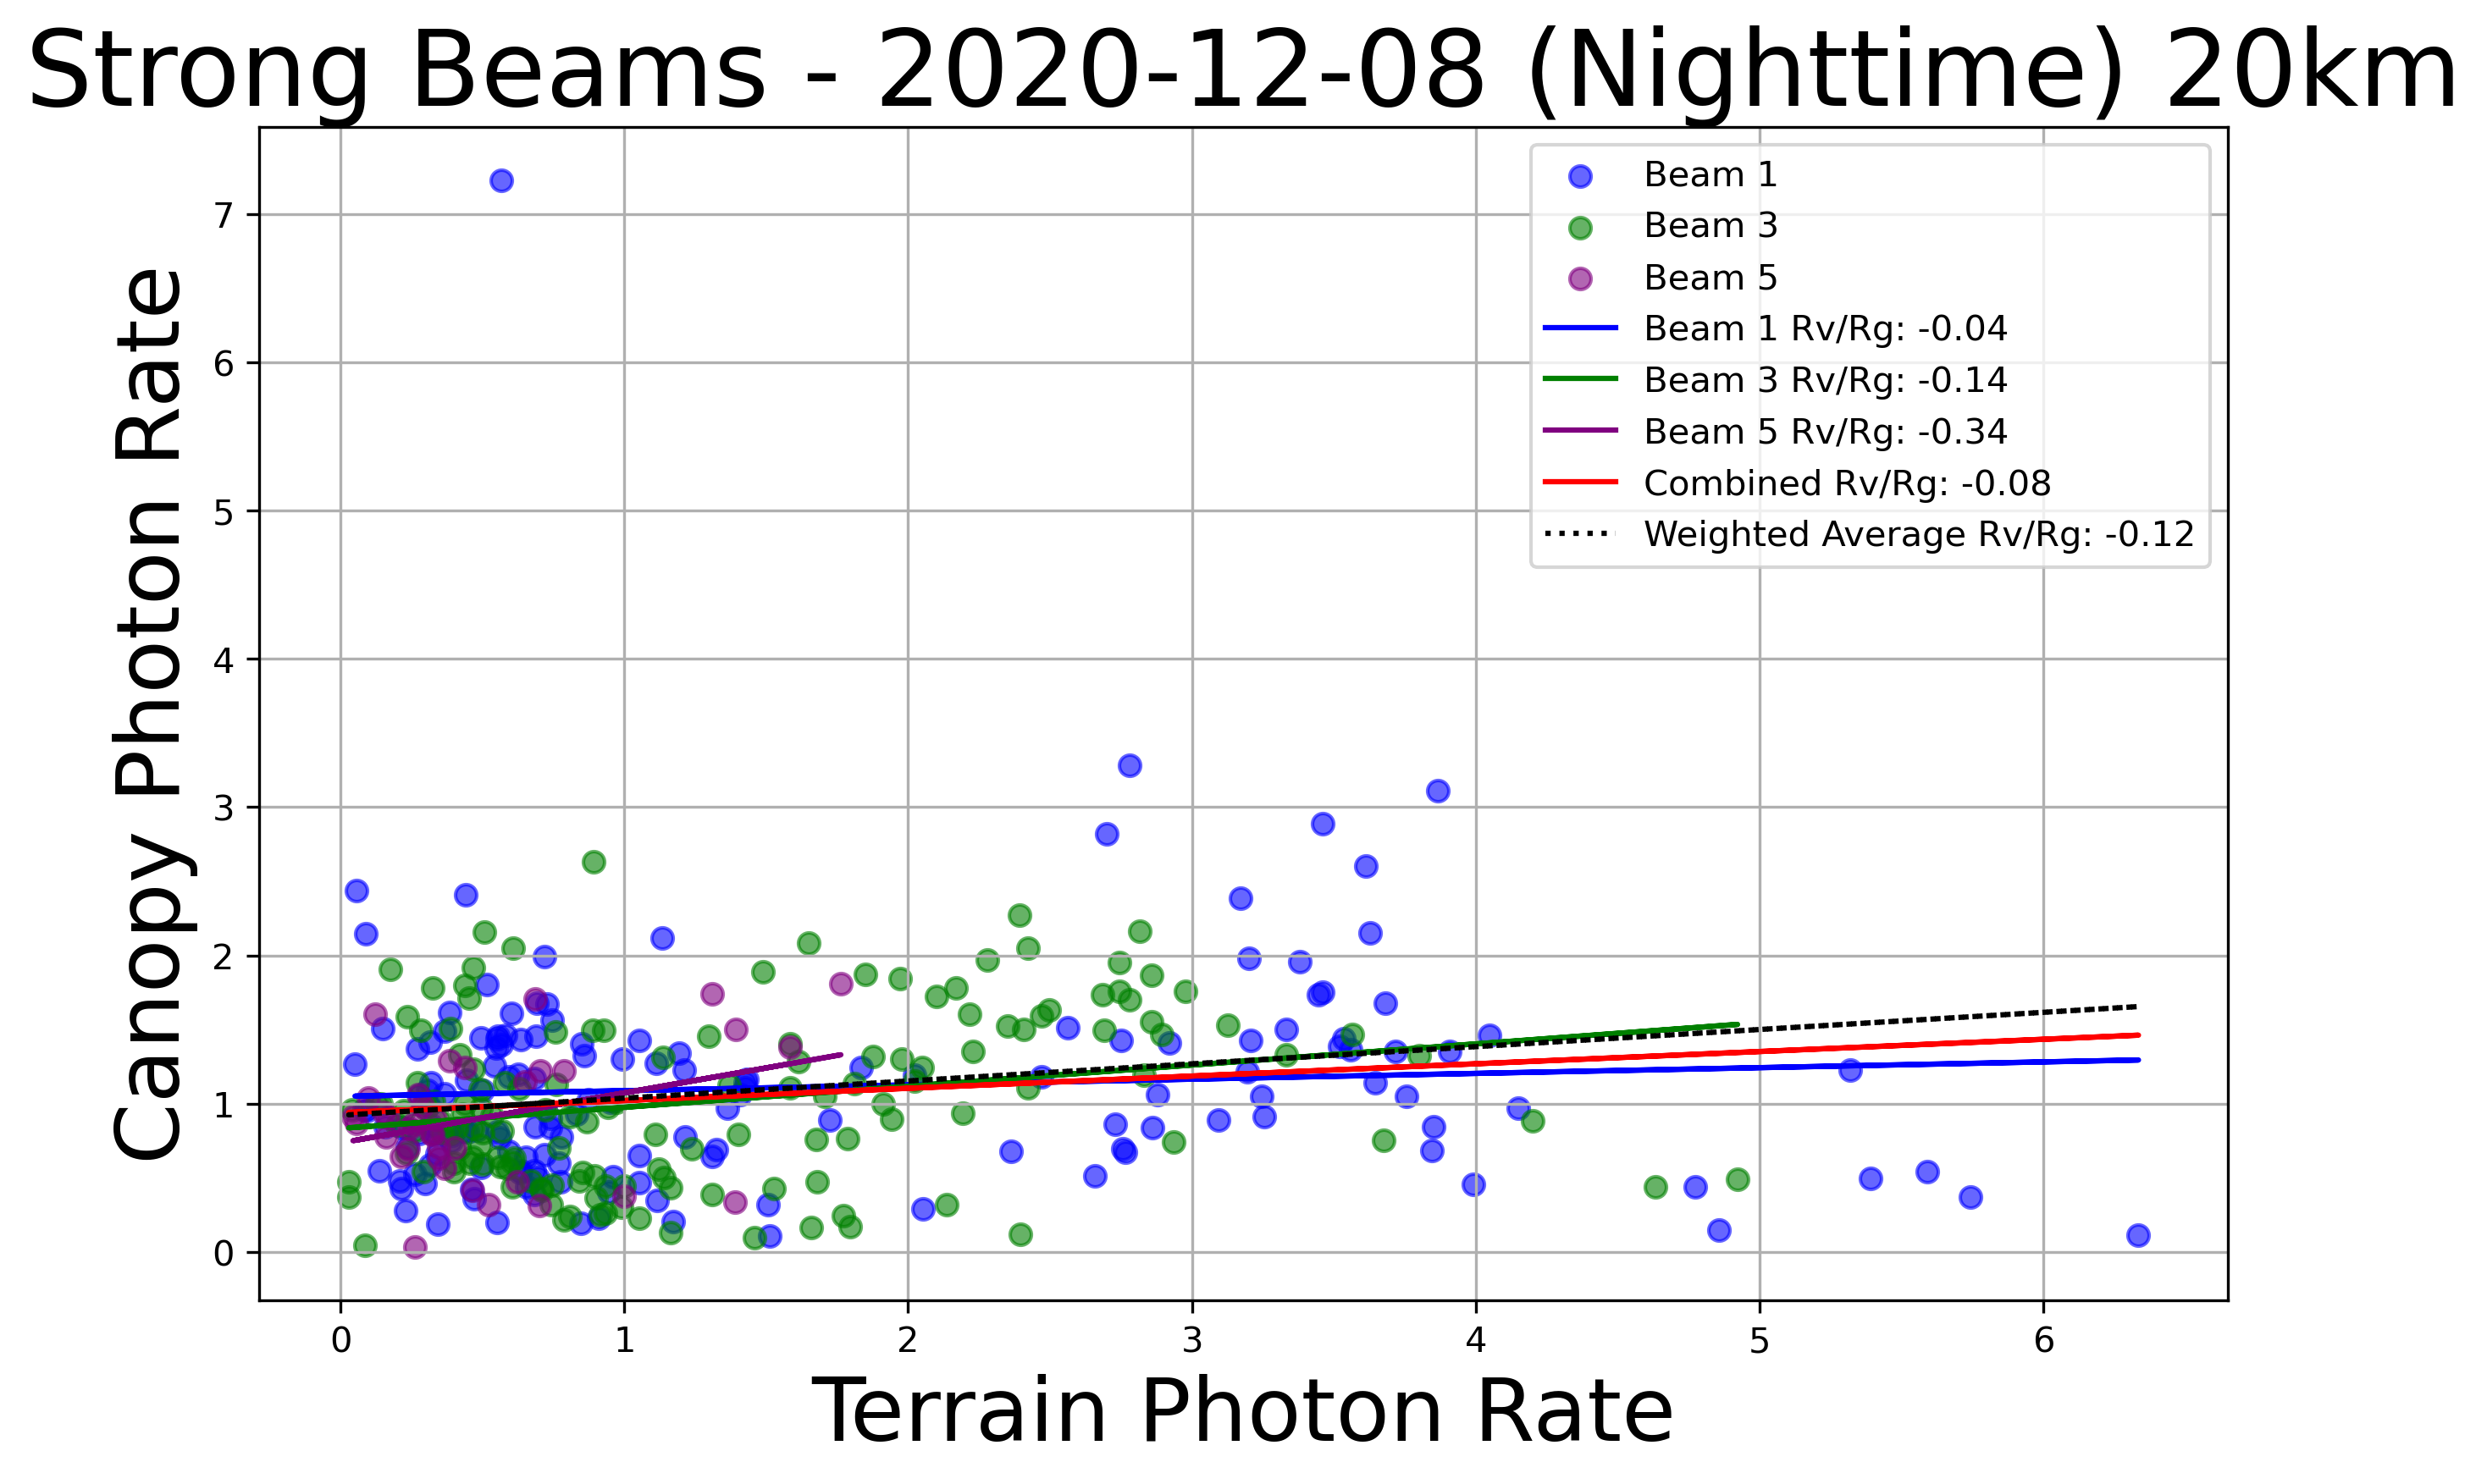 Strong Beams - 2020-12-08 (Nighttime) 20km
Canopy Photon Rate
7
6
5
4
3
2
1
0
Beam 1
Beam 3
Beam 5
Beam 1 Rv/Rg: -0.04
Beam 3 Rv/Rg: -0.14
Beam 5 Rv/Rg: -0.34
Combined Rv/Rg: -0.08
Weighted Average Rv/Rg: -0.12
0 1 2 3 4 5 6
Terrain Photon Rate